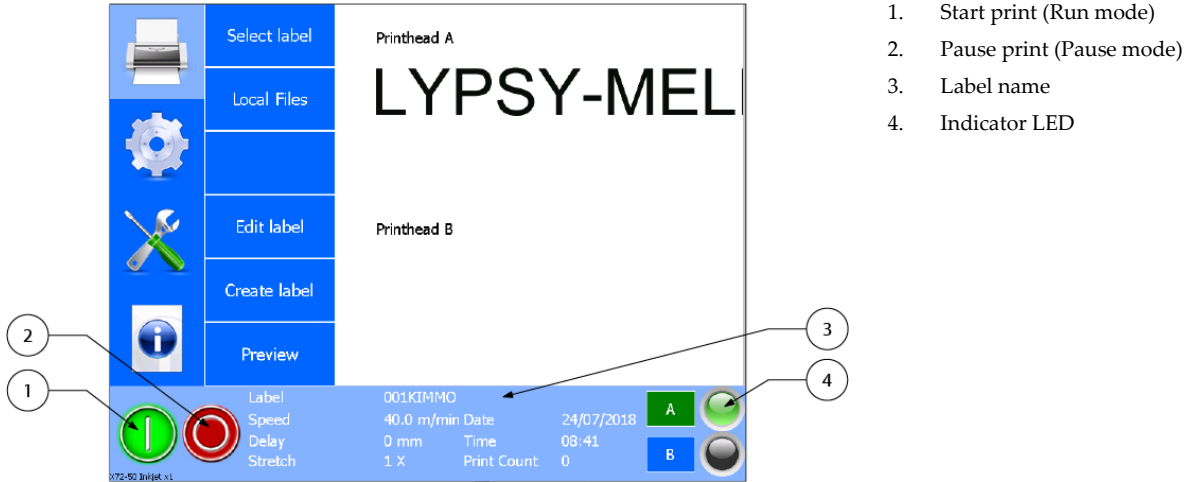 Select label
Local Files
Edit label
Create label
Preview
Printhead A
LYPSY-MEL
Printhead B
Label 001KIMMO
Speed 40.0 m/min Date 24/07/2018
Delay 0 mm Time 08:41
Stretch 1 X Print Count 0
A
B
X72-50 Inkjet x1
2
1
3
4
1. Start print (Run mode)
2. Pause print (Pause mode)
3. Label name
4. Indicator LED